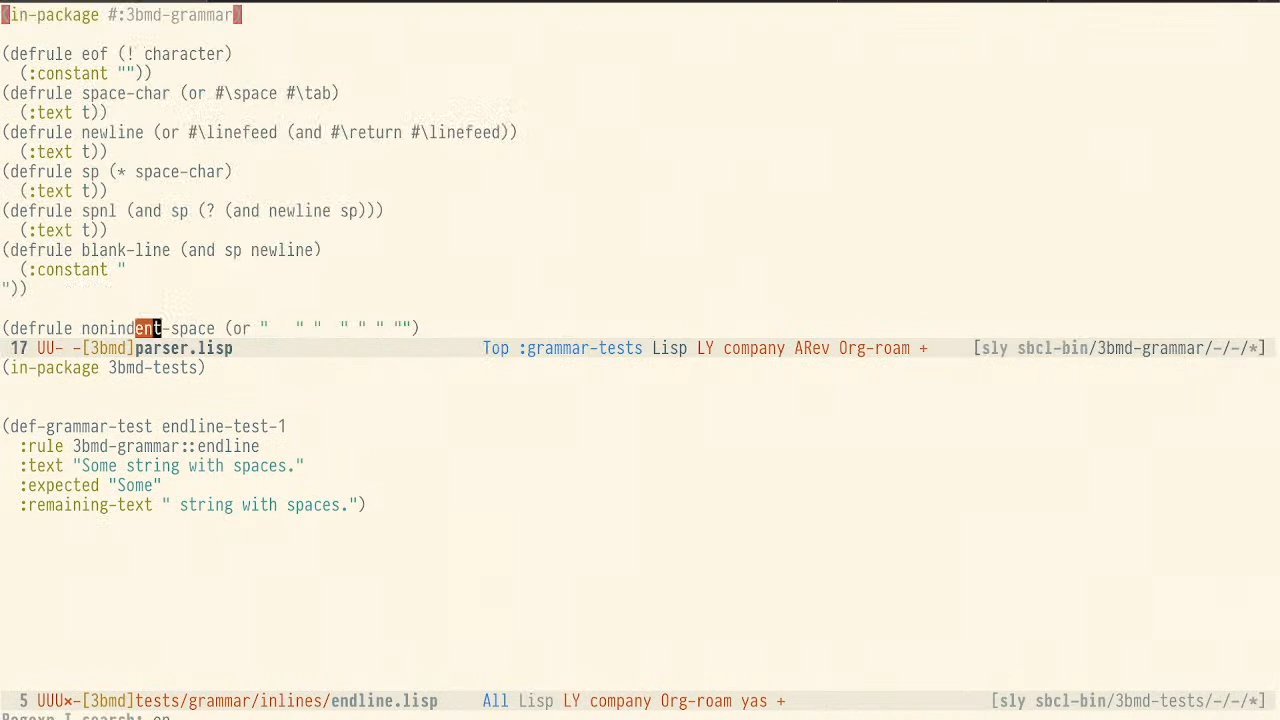 (in-package #:3bmd-grammar)
(defrule eof (! character)
  (:constant ""))
(defrule space-char (or #\space #\tab)
  (:text t))
(defrule newline (or #\linefeed (and #\return #\linefeed))
  (:text t))
(defrule sp (* space-char)
  (:text t))
(defrule spnl (and sp (? (and newline sp)))
  (:text t))
(defrule blank-line (and sp newline)
  (:constant "
"))
(defrule nonindent-space (or "   " "  " " " "")
17 UU- -[3bmd]parser.lisp Top :grammar-tests Lisp LY company ARev Org-roam + [sly sbcl-bin/3bmd-grammar/-/-/*]
(in-package 3bmd-tests)
(def-grammar-test endline-test-1
  :rule 3bmd-grammar::endline
  :text "Some string with spaces."
  :expected "Some"
  :remaining-text " string with spaces.")
5 UUU×-[3bmd]tests/grammar/inlines/endline.lisp All Lisp LY company Org-roam yas + [sly sbcl-bin/3bmd-tests/-/-/*]
Regexp I-search: en